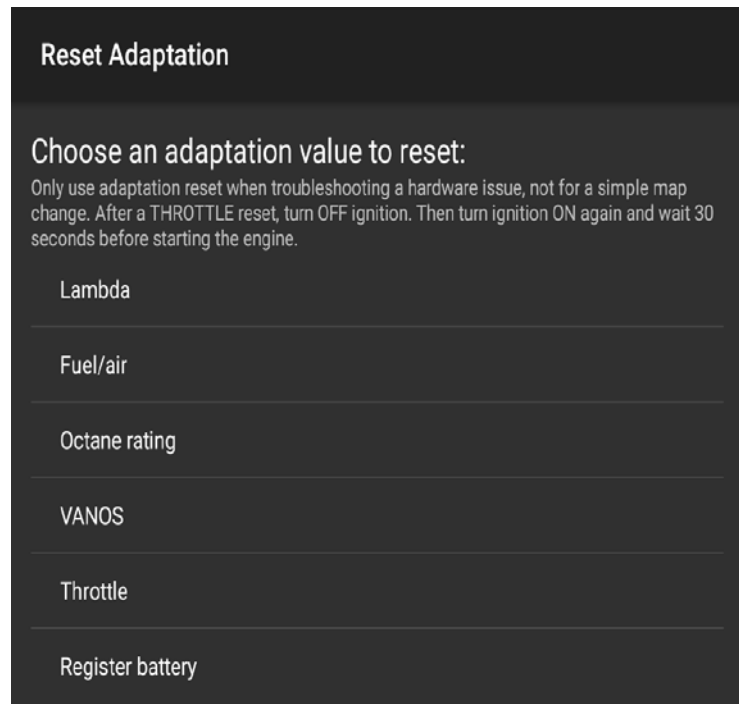 Reset Adaptation
Choose an adaptation value to reset:
Only use adaptation reset when troubleshooting a hardware issue, not for a simple map
change. After a THROTTLE reset, turn OFF ignition. Then turn ignition ON again and wait 30
seconds before starting the engine.
Lambda
Fuel/air
Octane rating
VANOS
Throttle
Register battery